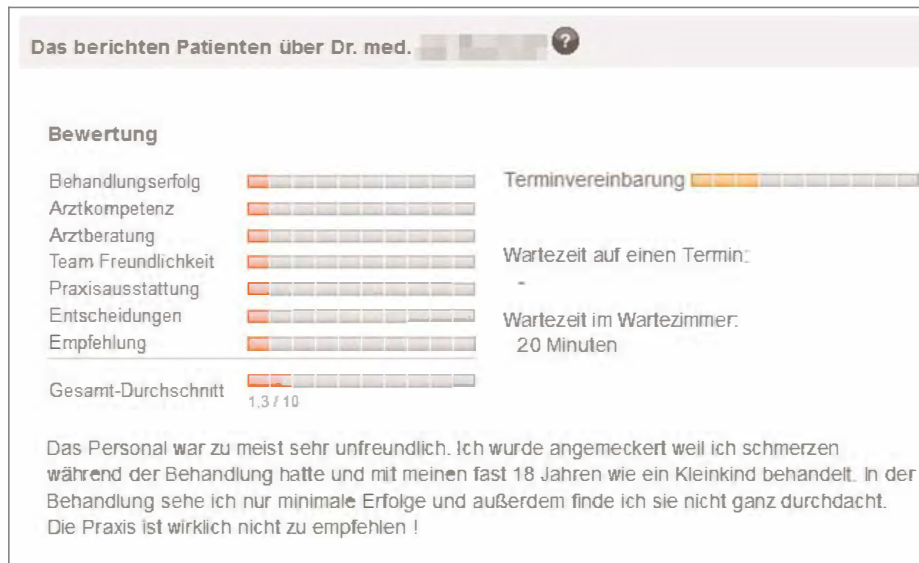 Das berichten Patienten über Dr. med. ?
Bewertung
Behandlungserfolg
Arztkompetenz
Arztberatung
Team Freundlichkeit
Praxisausstattung
Entscheidungen
Empfehlung
Gesamt-Durchschnitt
1,3 / 10
Terminvereinbarung
Wartezeit auf einen Termin:
-
Wartezeit im Wartezimmer:
20 Minuten
Das Personal war zu meist sehr unfreundlich. Ich wurde angemeckert weil ich schmerzen
während der Behandlung hatte und mit meinen fast 18 Jahren wie ein Kleinkind behandelt. In der
Behandlung sehe ich nur minimale Erfolge und außerdem finde ich sie nicht ganz durchdacht.
Die Praxis ist wirklich nicht zu empfehlen !